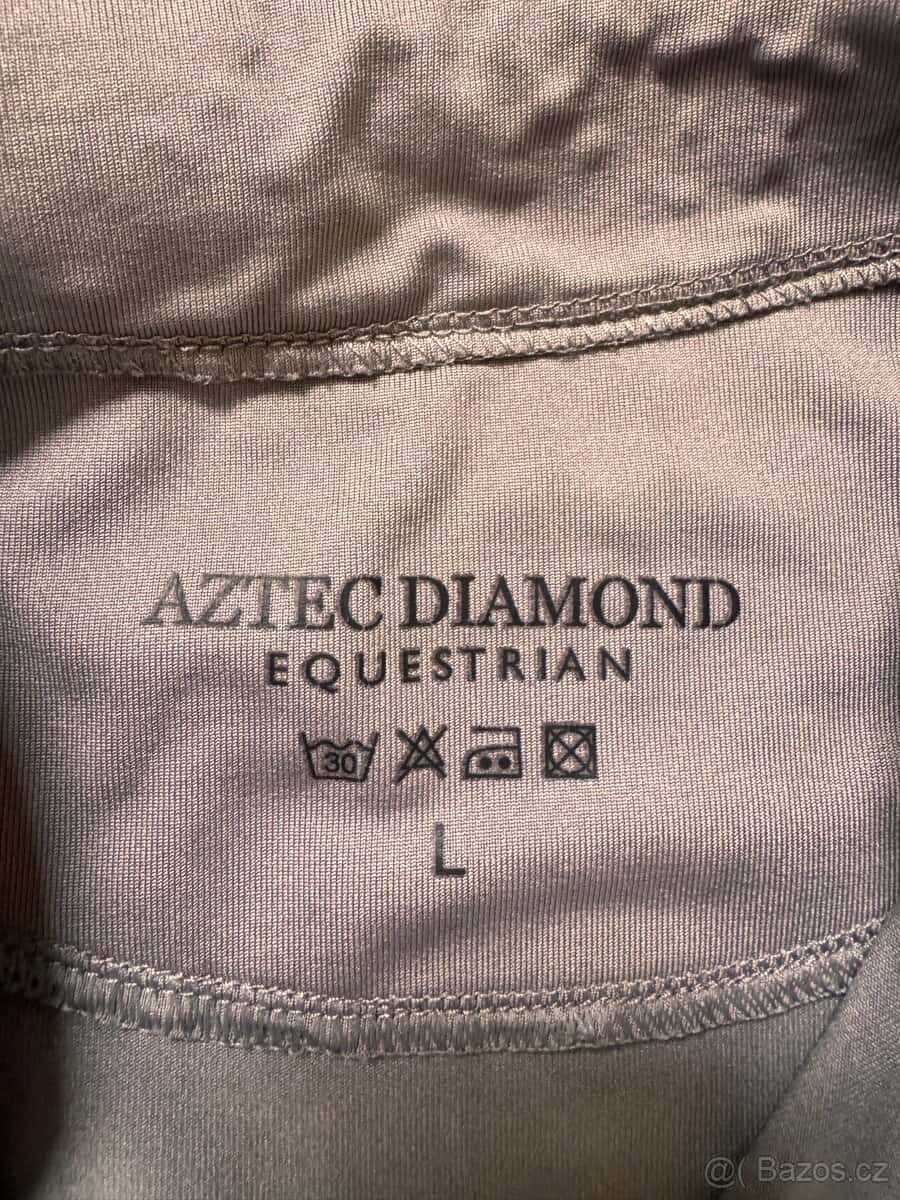 AZTEC DIAMOND
EQUESTRIAN
30
L
@( Bazos.cz